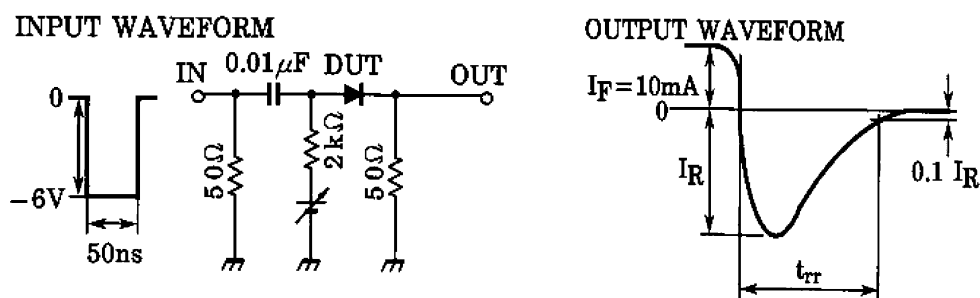 INPUT WAVEFORM
0
−6V
50ns
IN
0.01μF
DUT
OUT
50Ω
2kΩ
50Ω
OUTPUT WAVEFORM
IF=10mA
0
IR
0.1 IR
trr